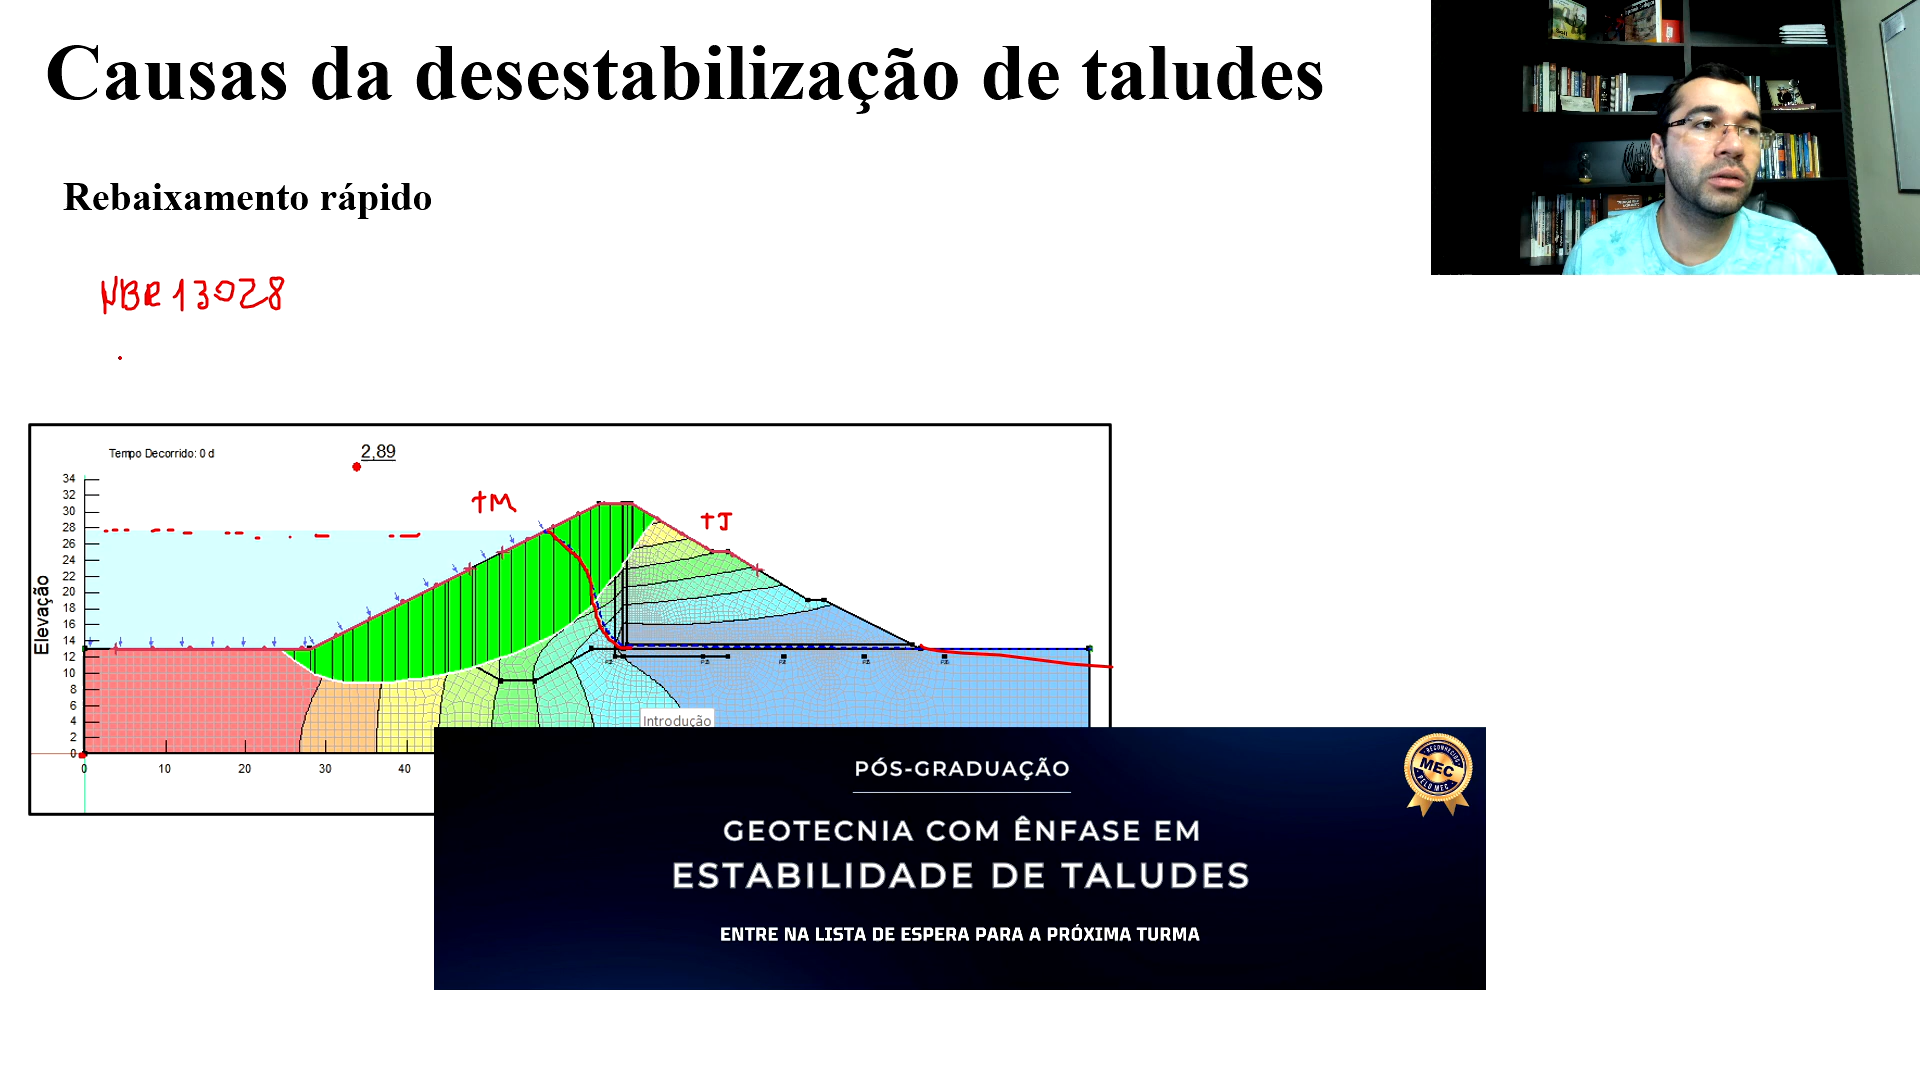 Causas da desestabilização de taludes
Rebaixamento rápido
NBR 13028
Tempo Decorrido: 0 d
2,89
+M
+J
Elevação
34
32
30
28
26
24
22
20
18
16
14
12
10
8
6
4
2
0
0 10 20 30 40
Introdução
PÓS-GRADUAÇÃO
GEOTECNIA COM ÊNFASE EM
ESTABILIDADE DE TALUDES
ENTRE NA LISTA DE ESPERA PARA A PRÓXIMA TURMA
RECONHECIDO
MEC
PELO MEC